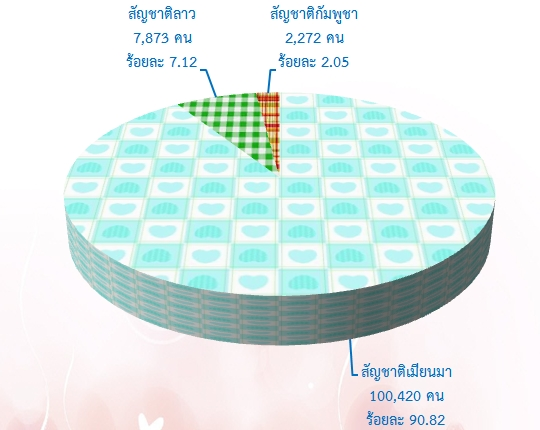 สัญชาติลาว
7,873 คน
ร้อยละ 7.12
สัญชาติกัมพูชา
2,272 คน
ร้อยละ 2.05
สัญชาติเมียนมา
100,420 คน
ร้อยละ 90.82